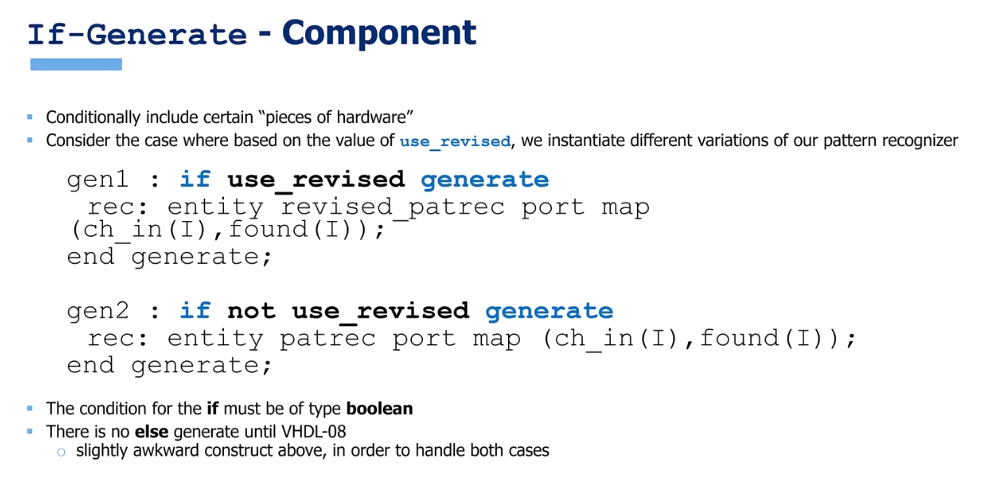 If-Generate - Component
▪ Conditionally include certain “pieces of hardware”
▪ Consider the case where based on the value of use_revised, we instantiate different variations of our pattern recognizer
gen1 : if use_revised generate
rec: entity revised_patrec port map
(ch_in(I),found(I));
end generate;
gen2 : if not use_revised generate
rec: entity patrec port map (ch_in(I),found(I));
end generate;
▪ The condition for the if must be of type boolean
▪ There is no else generate until VHDL-08
○ slightly awkward construct above, in order to handle both cases